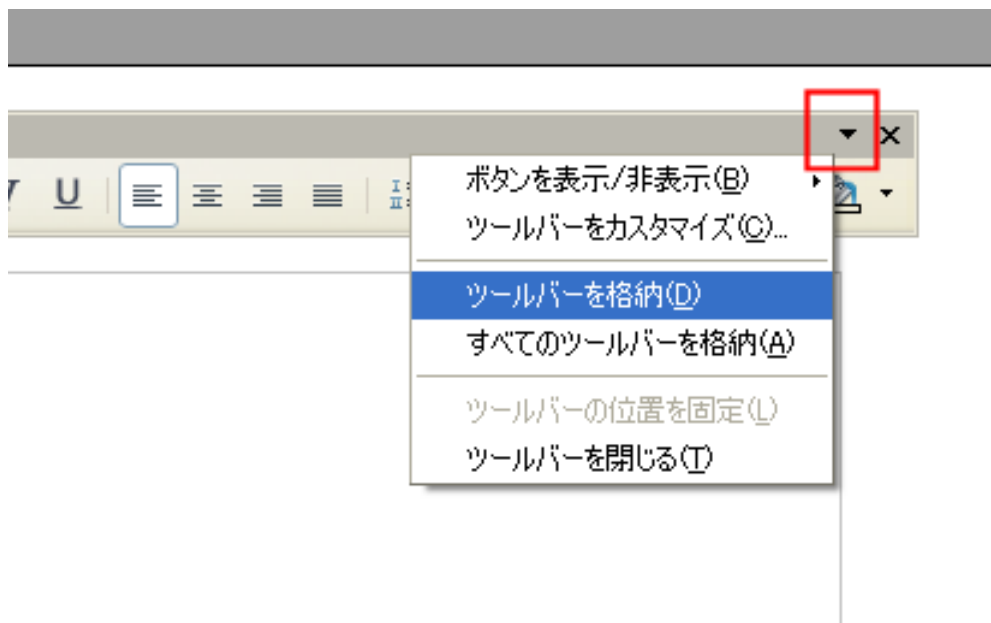 ボタンを表示/非表示(B)
U
ツールバーをカスタマイズ(C)...
ツールバーを格納(D)
すべてのツールバーを格納(A)
ツールバーの位置を固定(L)
ツールバーを閉じる(T)